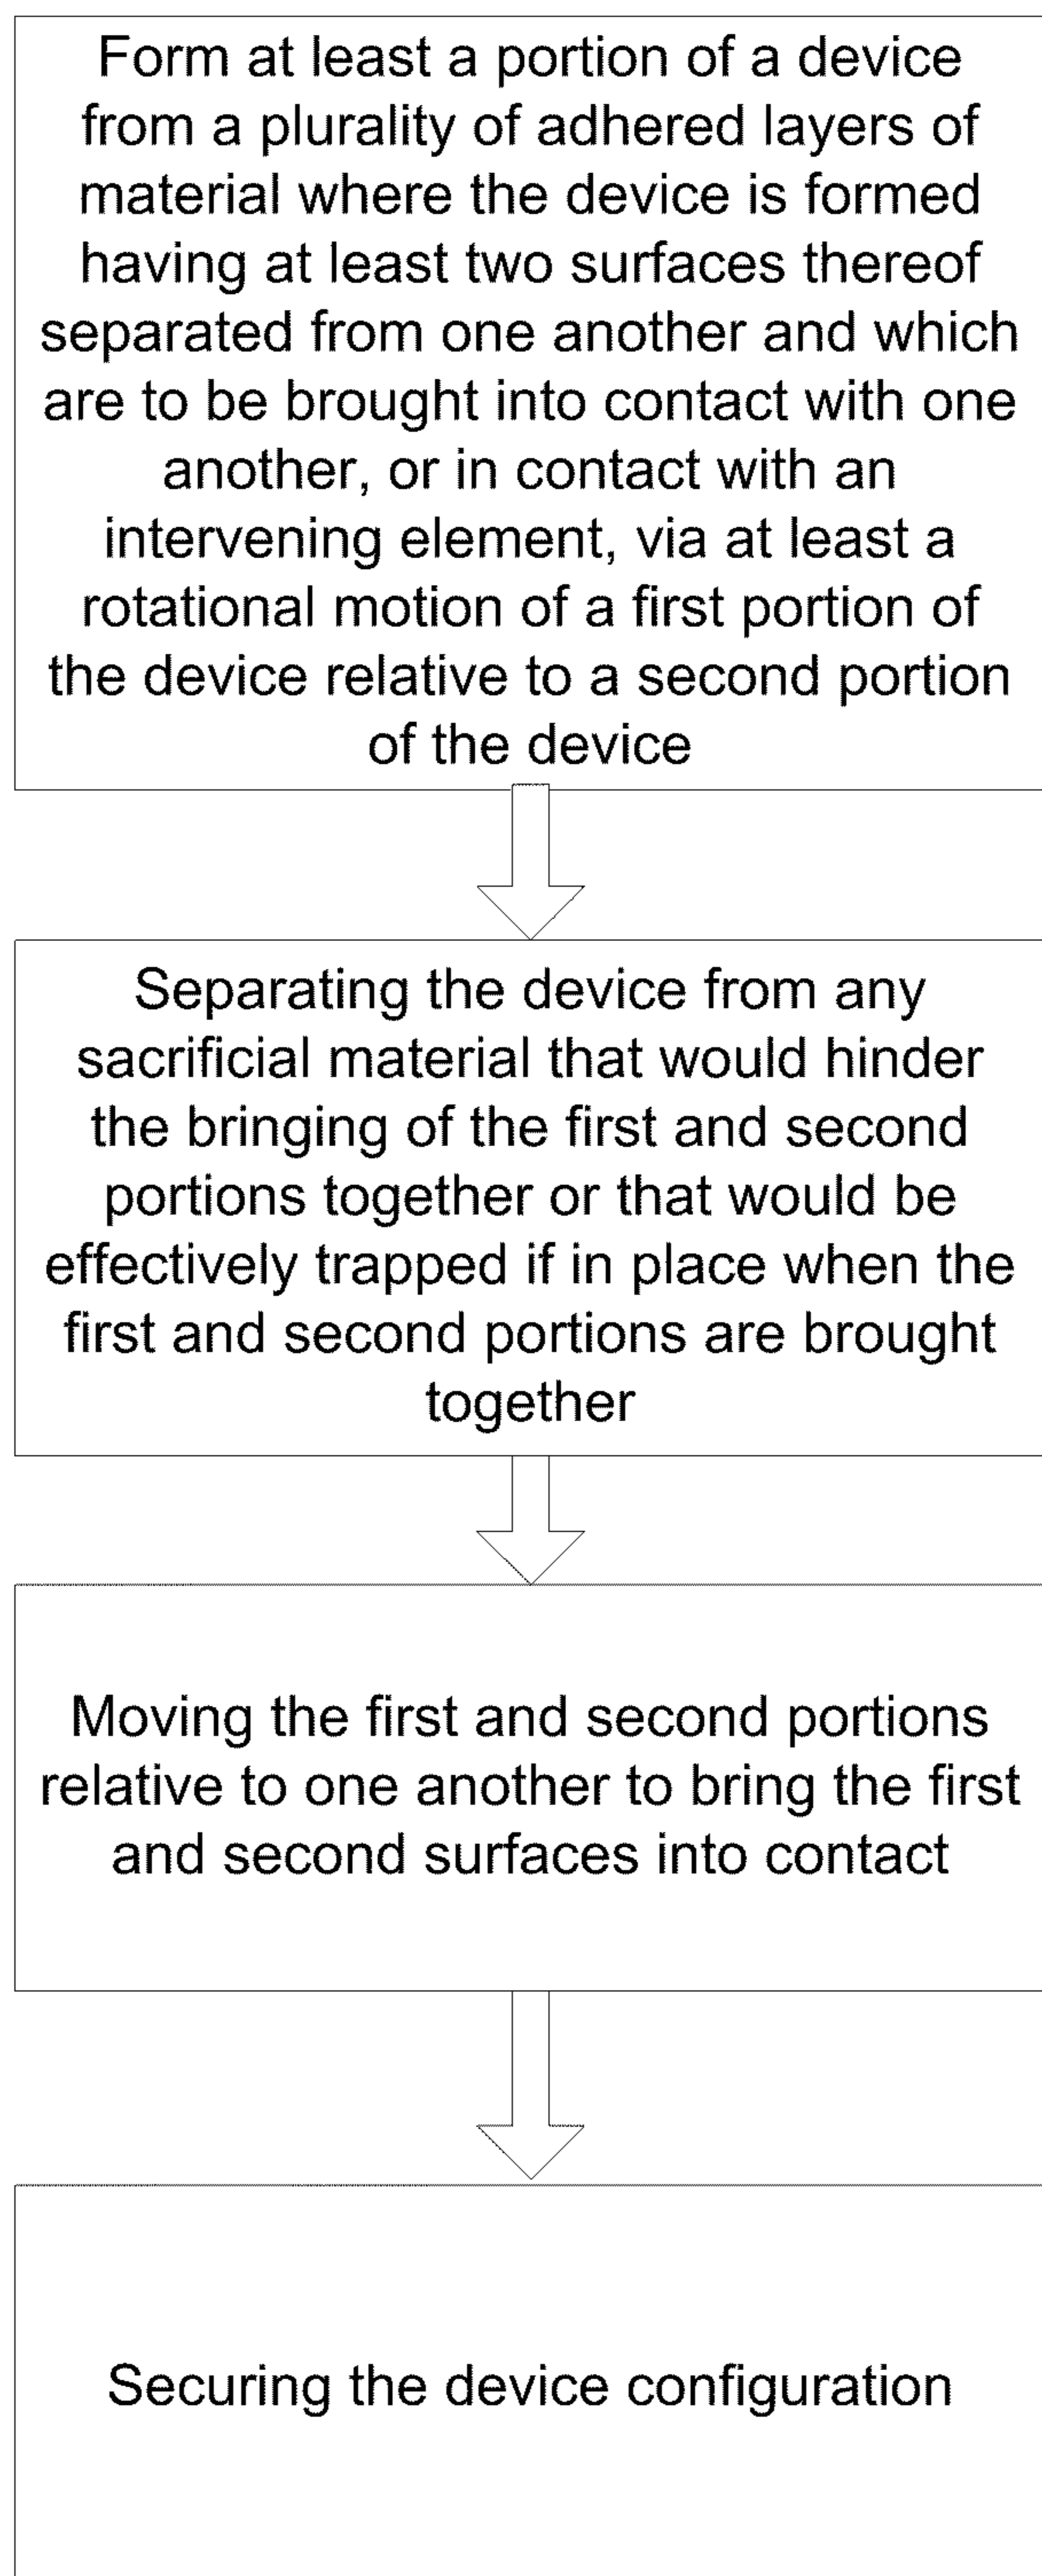 Form at least a portion of a device
from a plurality of adhered layers of
material where the device is formed
having at least two surfaces thereof
separated from one another and which
are to be brought into contact with one
another, or in contact with an
intervening element, via at least a
rotational motion of a first portion of
the device relative to a second portion
of the device
Separating the device from any
sacrificial material that would hinder
the bringing of the first and second
portions together or that would be
effectively trapped if in place when the
first and second portions are brought
together
Moving the first and second portions
relative to one another to bring the first
and second surfaces into contact
Securing the device configuration